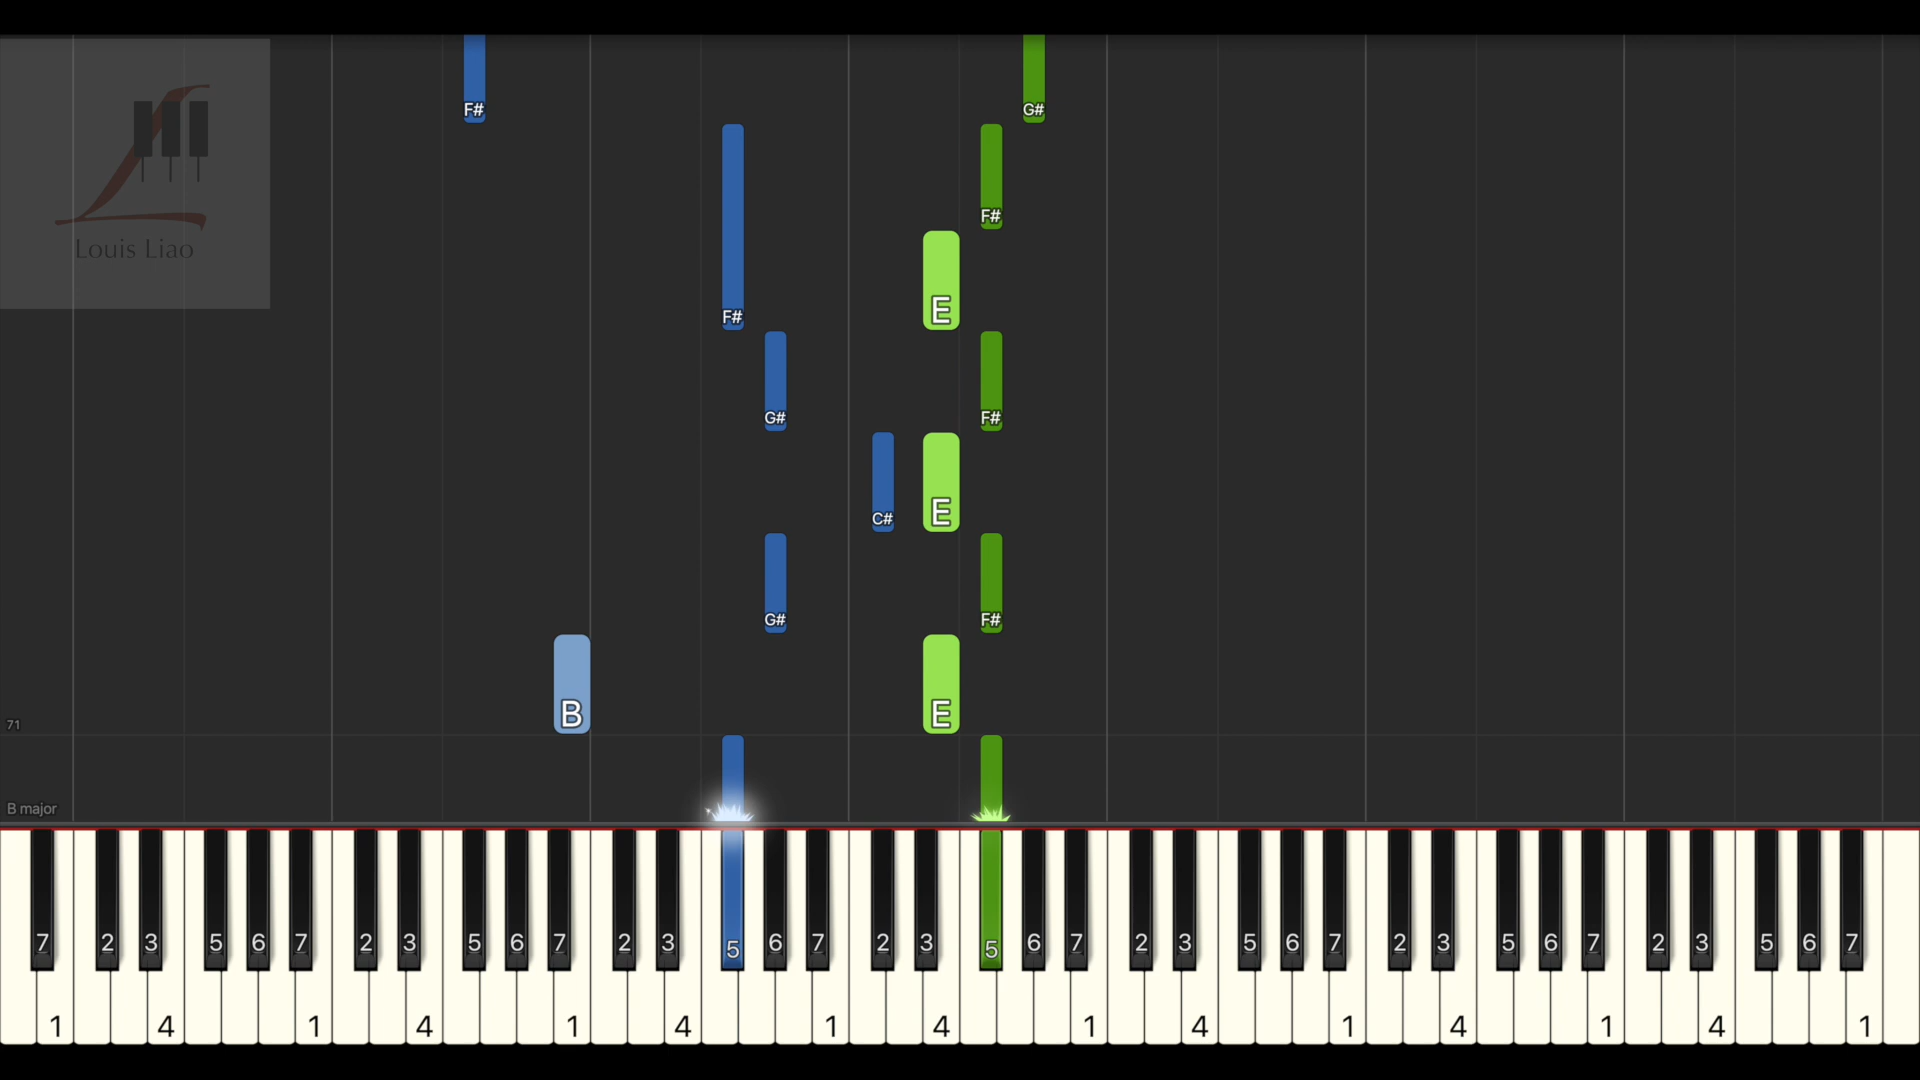 F# G#
F#
Louis Liao
E
F#
G# F#
C# E
G# F#
B E
71
B major
7 2 3 5 6 7 2 3 5 6 7 2 3 5 6 7 2 3 5 6 7 2 3 5 6 7 2 3 5 6 7 2 3 5 6 7
1 4 1 4 1 4 1 4 1 4 1 4 1 4 1